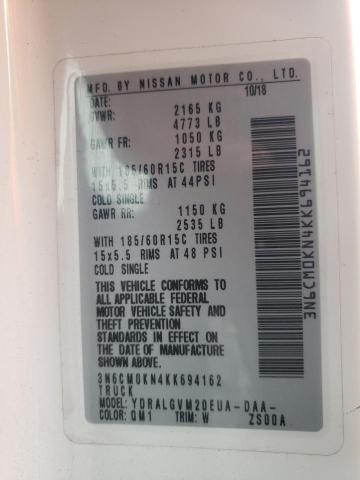 MFD. BY NISSAN MOTOR CO., LTD.
DATE: 10/18
GVWR: 2165 KG
4773 LB
GAWR FR: 1050 KG
2315 LB
WITH 185/60R15C TIRES
15x5.5 RIMS AT 44PSI
COLD SINGLE
GAWR RR: 1150 KG
2535 LB
WITH 185/60R15C TIRES
15x5.5 RIMS AT 48 PSI
COLD SINGLE
THIS VEHICLE CONFORMS TO
ALL APPLICABLE FEDERAL
MOTOR VEHICLE SAFETY AND
THEFT PREVENTION
STANDARDS IN EFFECT ON
THE DATE OF MANUFACTURE
SHOWN ABOVE.
3N6CM0KN4KK694162
TRUCK
MODEL: YDRALGVM20EUA-DAA-
COLOR: QM1 TRIM: W ZS00A
3N6CM0KN4KK694162